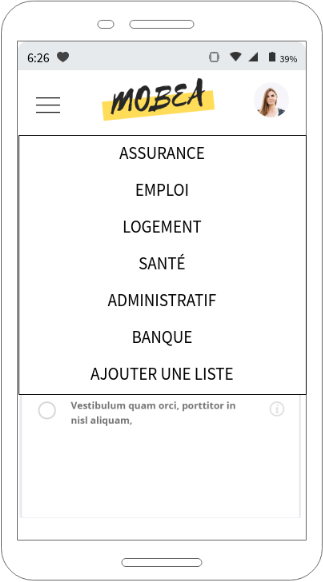 6:26
39%
MOBEA
ASSURANCE
EMPLOI
LOGEMENT
SANTÉ
ADMINISTRATIF
BANQUE
AJOUTER UNE LISTE
Vestibulum quam orci, porttitor in
nisl aliquam,